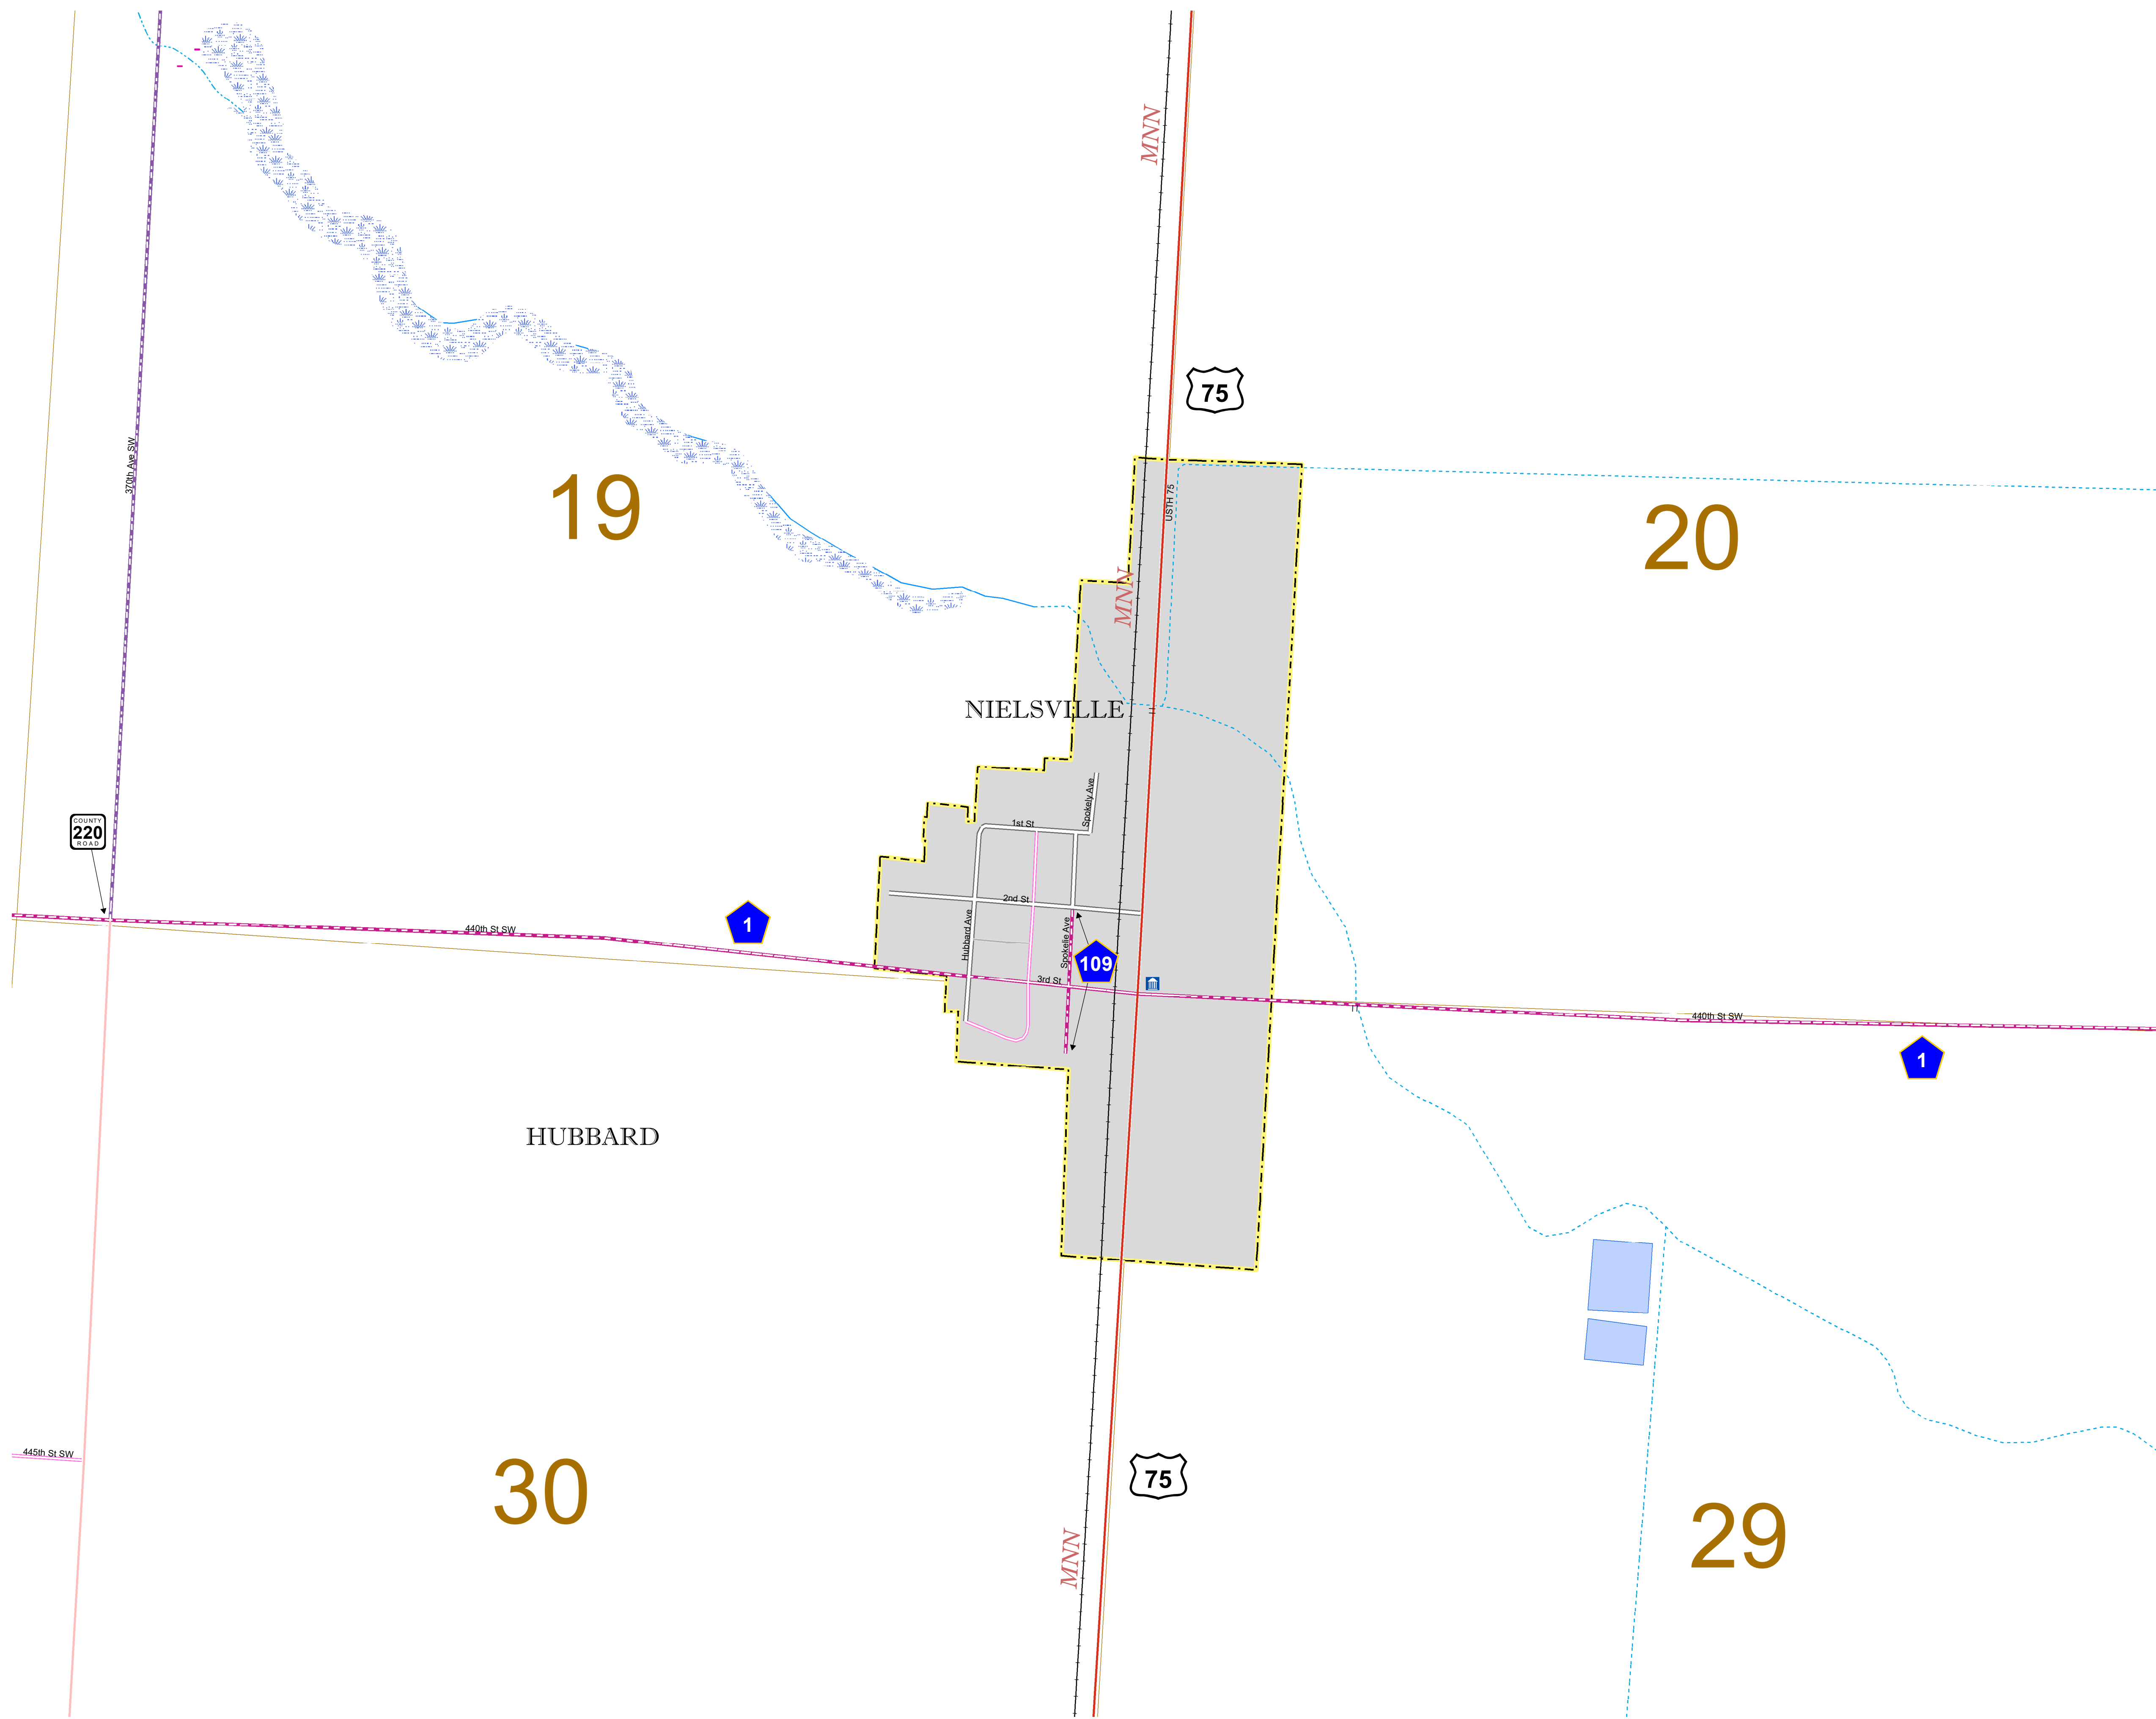 MNN
75
370th Ave SW
USTH 75
19
20
MNN
NIELSVILLE
Spokely Ave
1st St
COUNTY
220
ROAD
2nd St
1
440th St SW
Hubbard Ave
Spokelie Ave
109
3rd St
440th St SW
1
HUBBARD
445th St SW
75
30
29
MNN